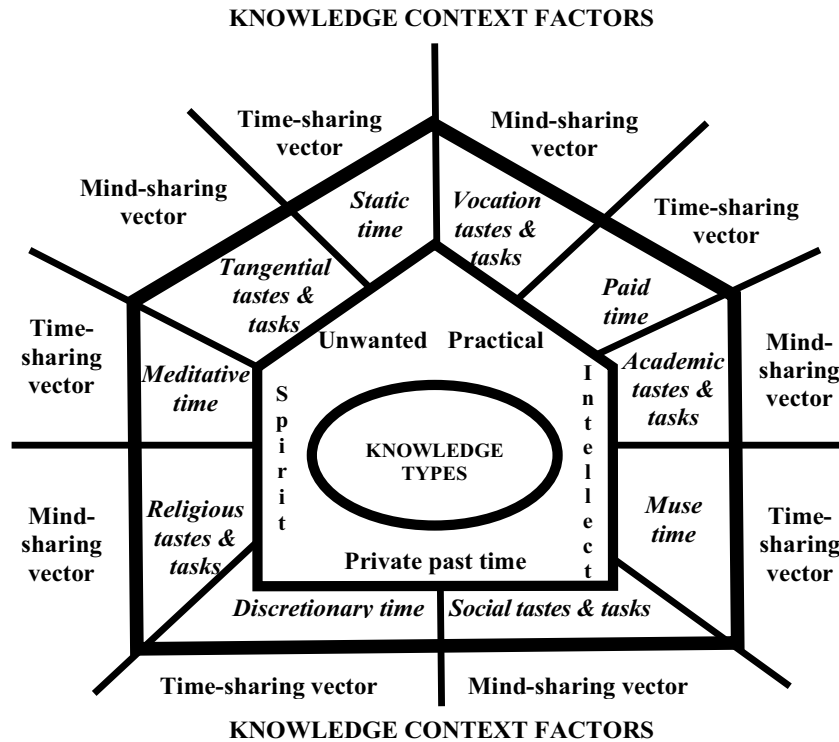 KNOWLEDGE CONTEXT FACTORS
Time-sharing
vector
Mind-sharing
vector
Mind-sharing
vector
Static
time
Vocation
tastes &
tasks
Time-sharing
vector
Tangential
tastes &
tasks
Paid
time
Time-
sharing
vector
Meditative
time
Unwanted
Practical
Academic
tastes &
tasks
Mind-
sharing
vector
Spirit
KNOWLEDGE
TYPES
Intellect
Mind-
sharing
vector
Religious
tastes &
tasks
Muse
time
Time-
sharing
vector
Private past time
Discretionary time
Social tastes & tasks
Time-sharing vector
Mind-sharing vector
KNOWLEDGE CONTEXT FACTORS